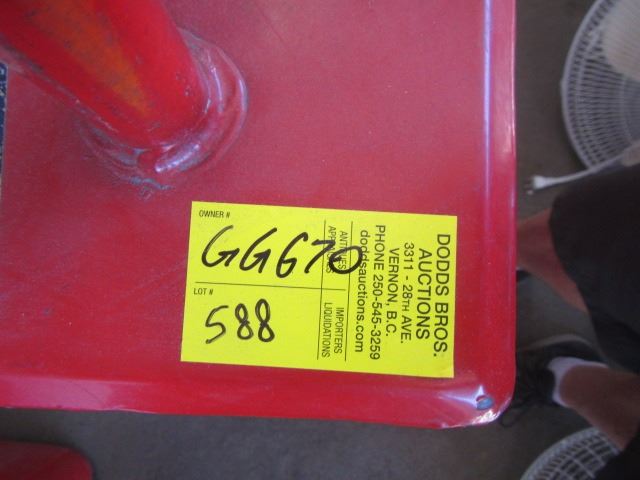 OWNER #
GG670
LOT #
588
DODDS BROS.
AUCTIONS
3311 - 28TH AVE.
VERNON, B.C.
PHONE 250-545-3259
doddsauctions.com
ANTIQUES IMPORTERS
LIQUIDATIONS